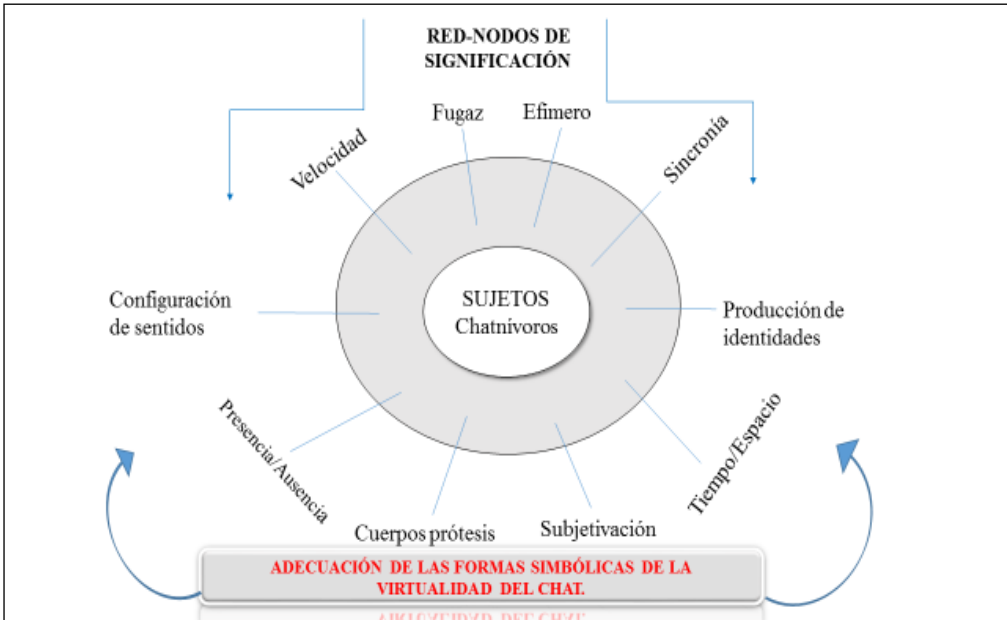 RED-NODOS DE
SIGNIFICACIÓN
Fugaz
Efimero
Velocidad
Sincronía
Configuración
de sentidos
SUJETOS
Chatnívoros
Producción de
identidades
Presencia/Ausencia
Tiempo/Espacio
Cuerpos prótesis
Subjetivación
ADECUACIÓN DE LAS FORMAS SIMBÓLICAS DE LA
VIRTUALIDAD DEL CHAT.